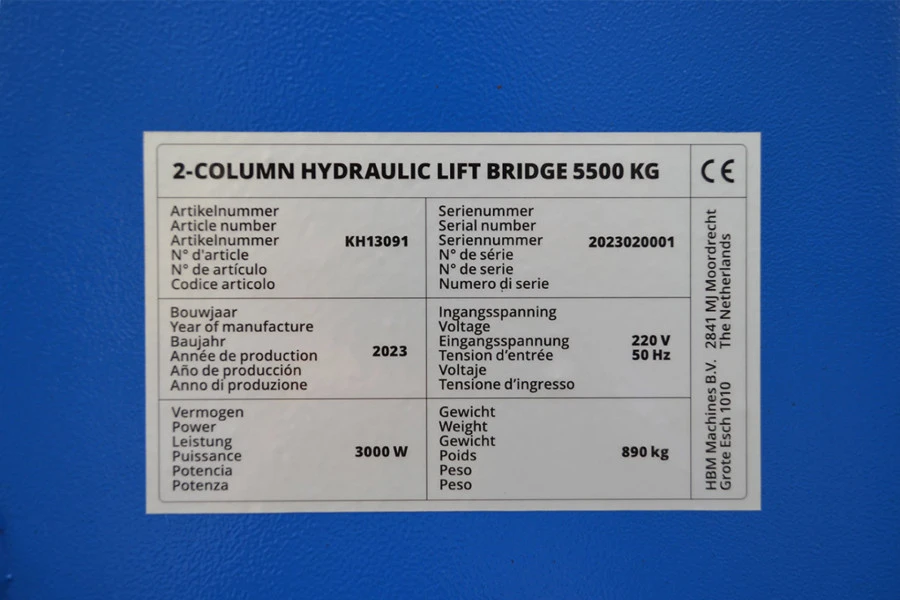 2-COLUMN HYDRAULIC LIFT BRIDGE 5500 KG
CE
Artikelnummer
Article number
Artikelnummer KH13091
N° d'article
N° de artículo
Codice articolo
Serienummer
Serial number
Seriennummer 2023020001
N° de série
N° de serie
Numero di serie
Bouwjaar
Year of manufacture
Baujahr
Année de production 2023
Año de producción
Anno di produzione
Ingangsspanning
Voltage
Eingangsspannung 220 V
Tension d'entrée 50 Hz
Voltaje
Tensione d'ingresso
Vermogen
Power
Leistung
Puissance 3000 W
Potencia
Potenza
Gewicht
Weight
Gewicht
Poids 890 kg
Peso
Peso
HBM Machines B.V. 2841 MJ Moordrecht
Grote Esch 1010 The Netherlands